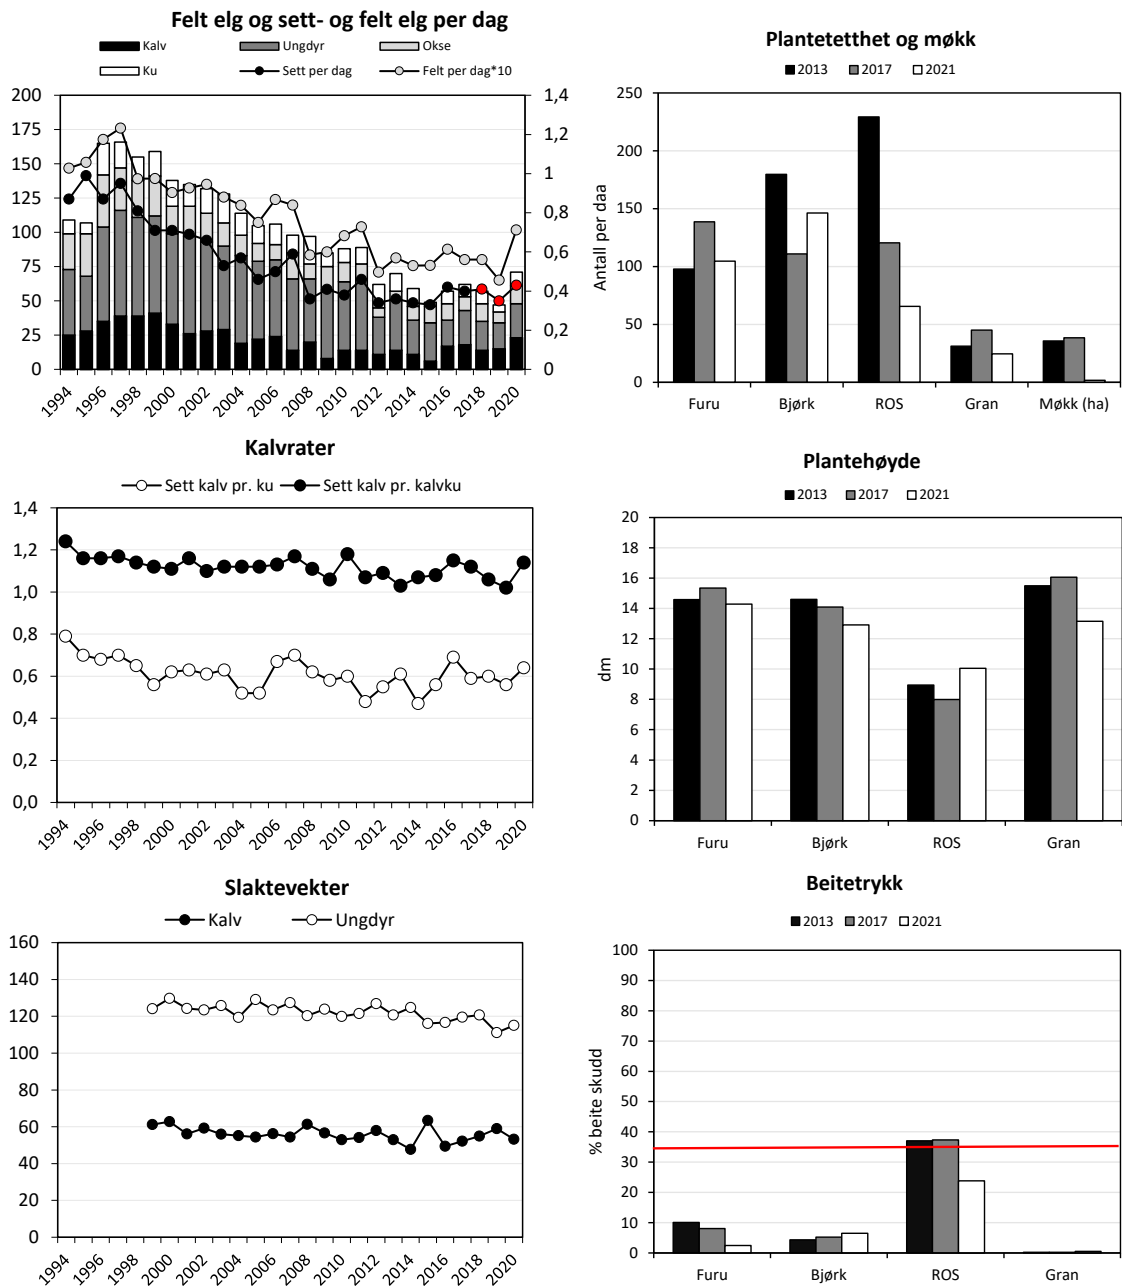 Felt elg og sett- og felt elg per dag
Kalv Ungdyr Okse
Ku Sett per dag Felt per dag*10
200 1,4
175 1,2
150 1
125 0,8
100
75 0,6
50 0,4
25 0,2
0 0
1994 1996 1998 2000 2002 2004 2006 2008 2010 2012 2014 2016 2018 2020
Plantetetthet og møkk
2013 2017 2021
Antall per daa
250
200
150
100
50
0
Furu Bjørk ROS Gran Møkk (ha)
Kalvrater
Sett kalv pr. ku Sett kalv pr. kalvku
1,4
1,2
1,0
0,8
0,6
0,4
0,2
0,0
1994 1996 1998 2000 2002 2004 2006 2008 2010 2012 2014 2016 2018 2020
Plantehøyde
2013 2017 2021
dm
20
18
16
14
12
10
8
6
4
2
0
Furu Bjørk ROS Gran
Slaktevekter
Kalv Ungdyr
160
140
120
100
80
60
40
20
0
1994 1996 1998 2000 2002 2004 2006 2008 2010 2012 2014 2016 2018 2020
Beitetrykk
2013 2017 2021
% beite skudd
100
90
80
70
60
50
40
30
20
10
0
Furu Bjørk ROS Gran